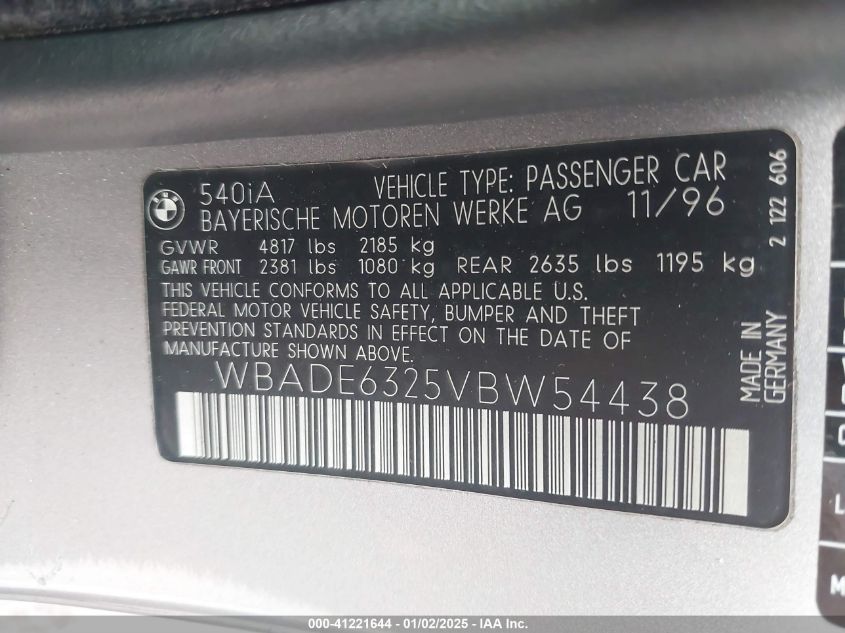 540iA VEHICLE TYPE: PASSENGER CAR
BAYERISCHE MOTOREN WERKE AG 11/96
GVWR 4817 lbs 2185 kg
GAWR FRONT 2381 lbs 1080 kg REAR 2635 lbs 1195 kg
THIS VEHICLE CONFORMS TO ALL APPLICABLE U.S.
FEDERAL MOTOR VEHICLE SAFETY, BUMPER AND THEFT
PREVENTION STANDARDS IN EFFECT ON THE DATE OF
MANUFACTURE SHOWN ABOVE.
WBADE6325VBW54438
2 122 606
MADE IN
GERMANY
L
M
000-41221644 - 01/02/2025 - IAA Inc.